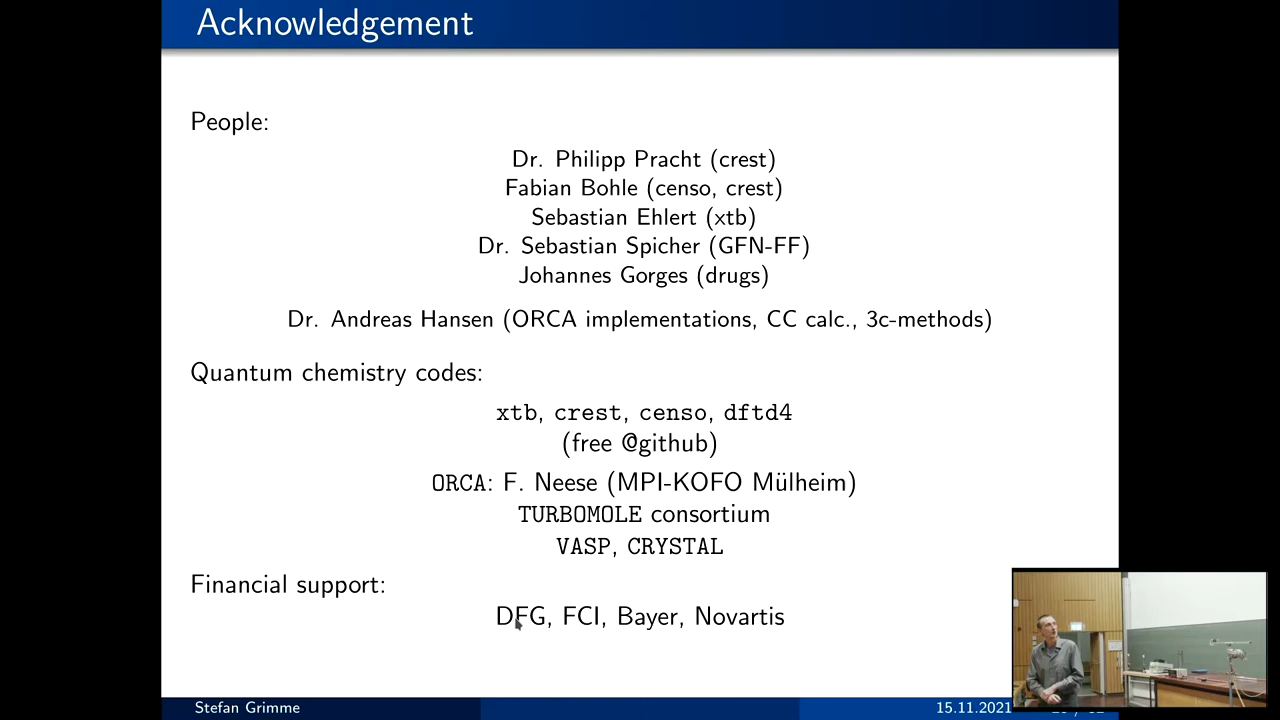 Acknowledgement
People:
Dr. Philipp Pracht (crest)
Fabian Bohle (censo, crest)
Sebastian Ehlert (xtb)
Dr. Sebastian Spicher (GFN-FF)
Johannes Gorges (drugs)
Dr. Andreas Hansen (ORCA implementations, CC calc., 3c-methods)
Quantum chemistry codes:
xtb, crest, censo, dftd4
(free @github)
ORCA: F. Neese (MPI-KOFO Mülheim)
TURBOMOLE consortium
VASP, CRYSTAL
Financial support:
DFG, FCI, Bayer, Novartis
Stefan Grimme
15.11.2021